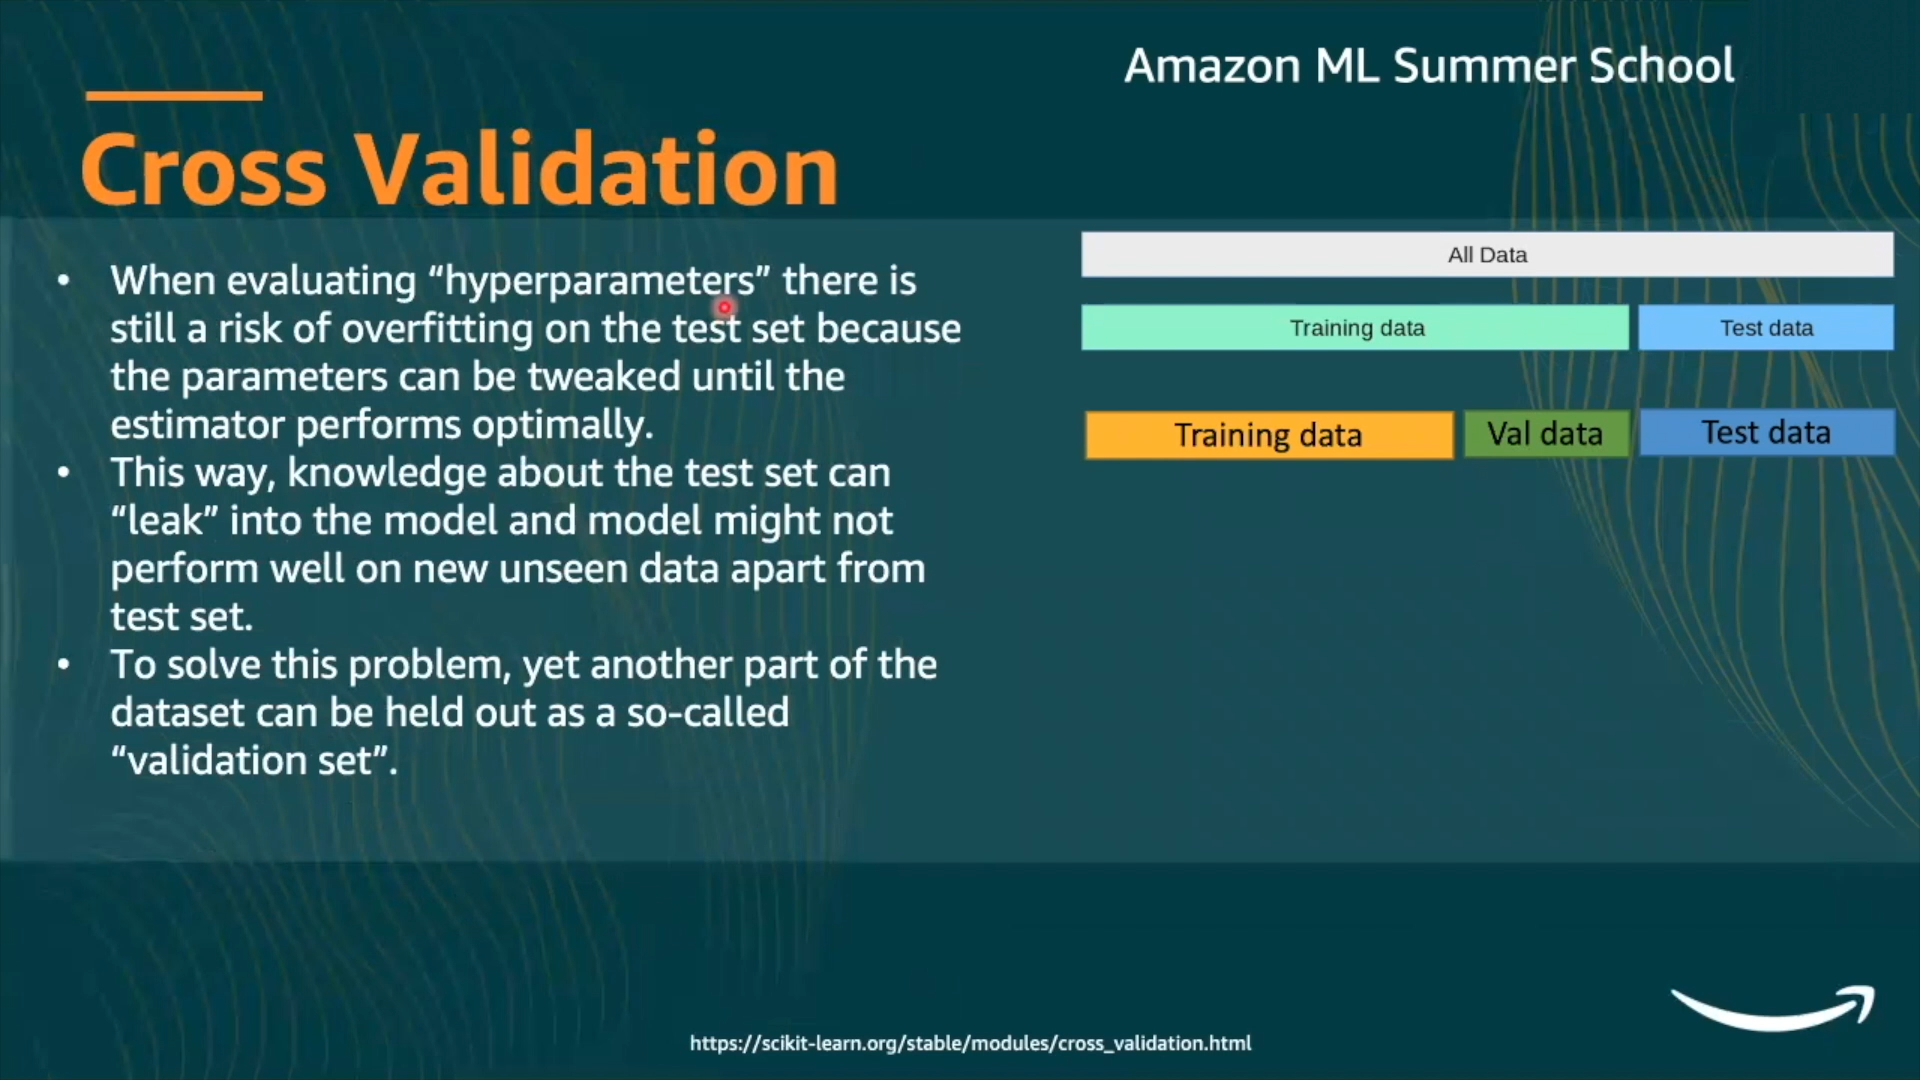 Amazon ML Summer School
Cross Validation
• When evaluating “hyperparameters” there is
still a risk of overfitting on the test set because
the parameters can be tweaked until the
estimator performs optimally.
• This way, knowledge about the test set can
“leak” into the model and model might not
perform well on new unseen data apart from
test set.
• To solve this problem, yet another part of the
dataset can be held out as a so-called
“validation set”.
All Data
Training data Test data
Training data Val data Test data
https://scikit-learn.org/stable/modules/cross_validation.html